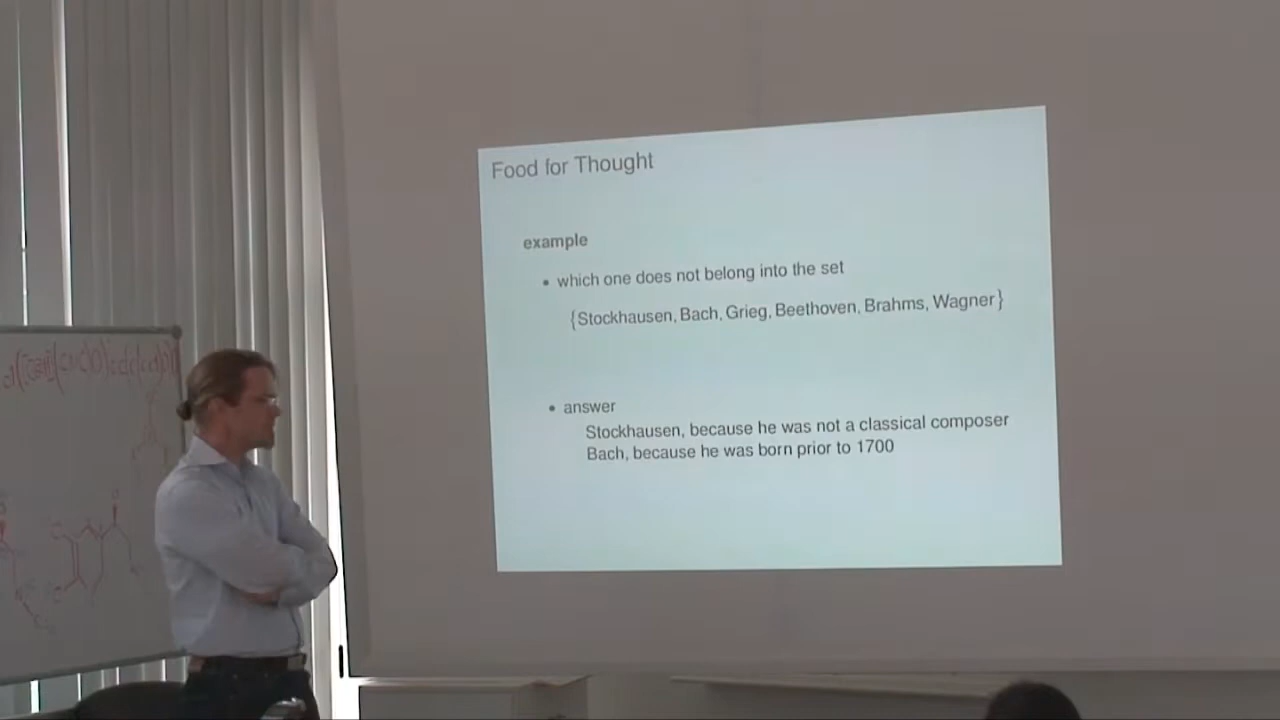 Food for Thought
example
• which one does not belong into the set
{Stockhausen, Bach, Grieg, Beethoven, Brahms, Wagner}
• answer
Stockhausen, because he was not a classical composer
Bach, because he was born prior to 1700